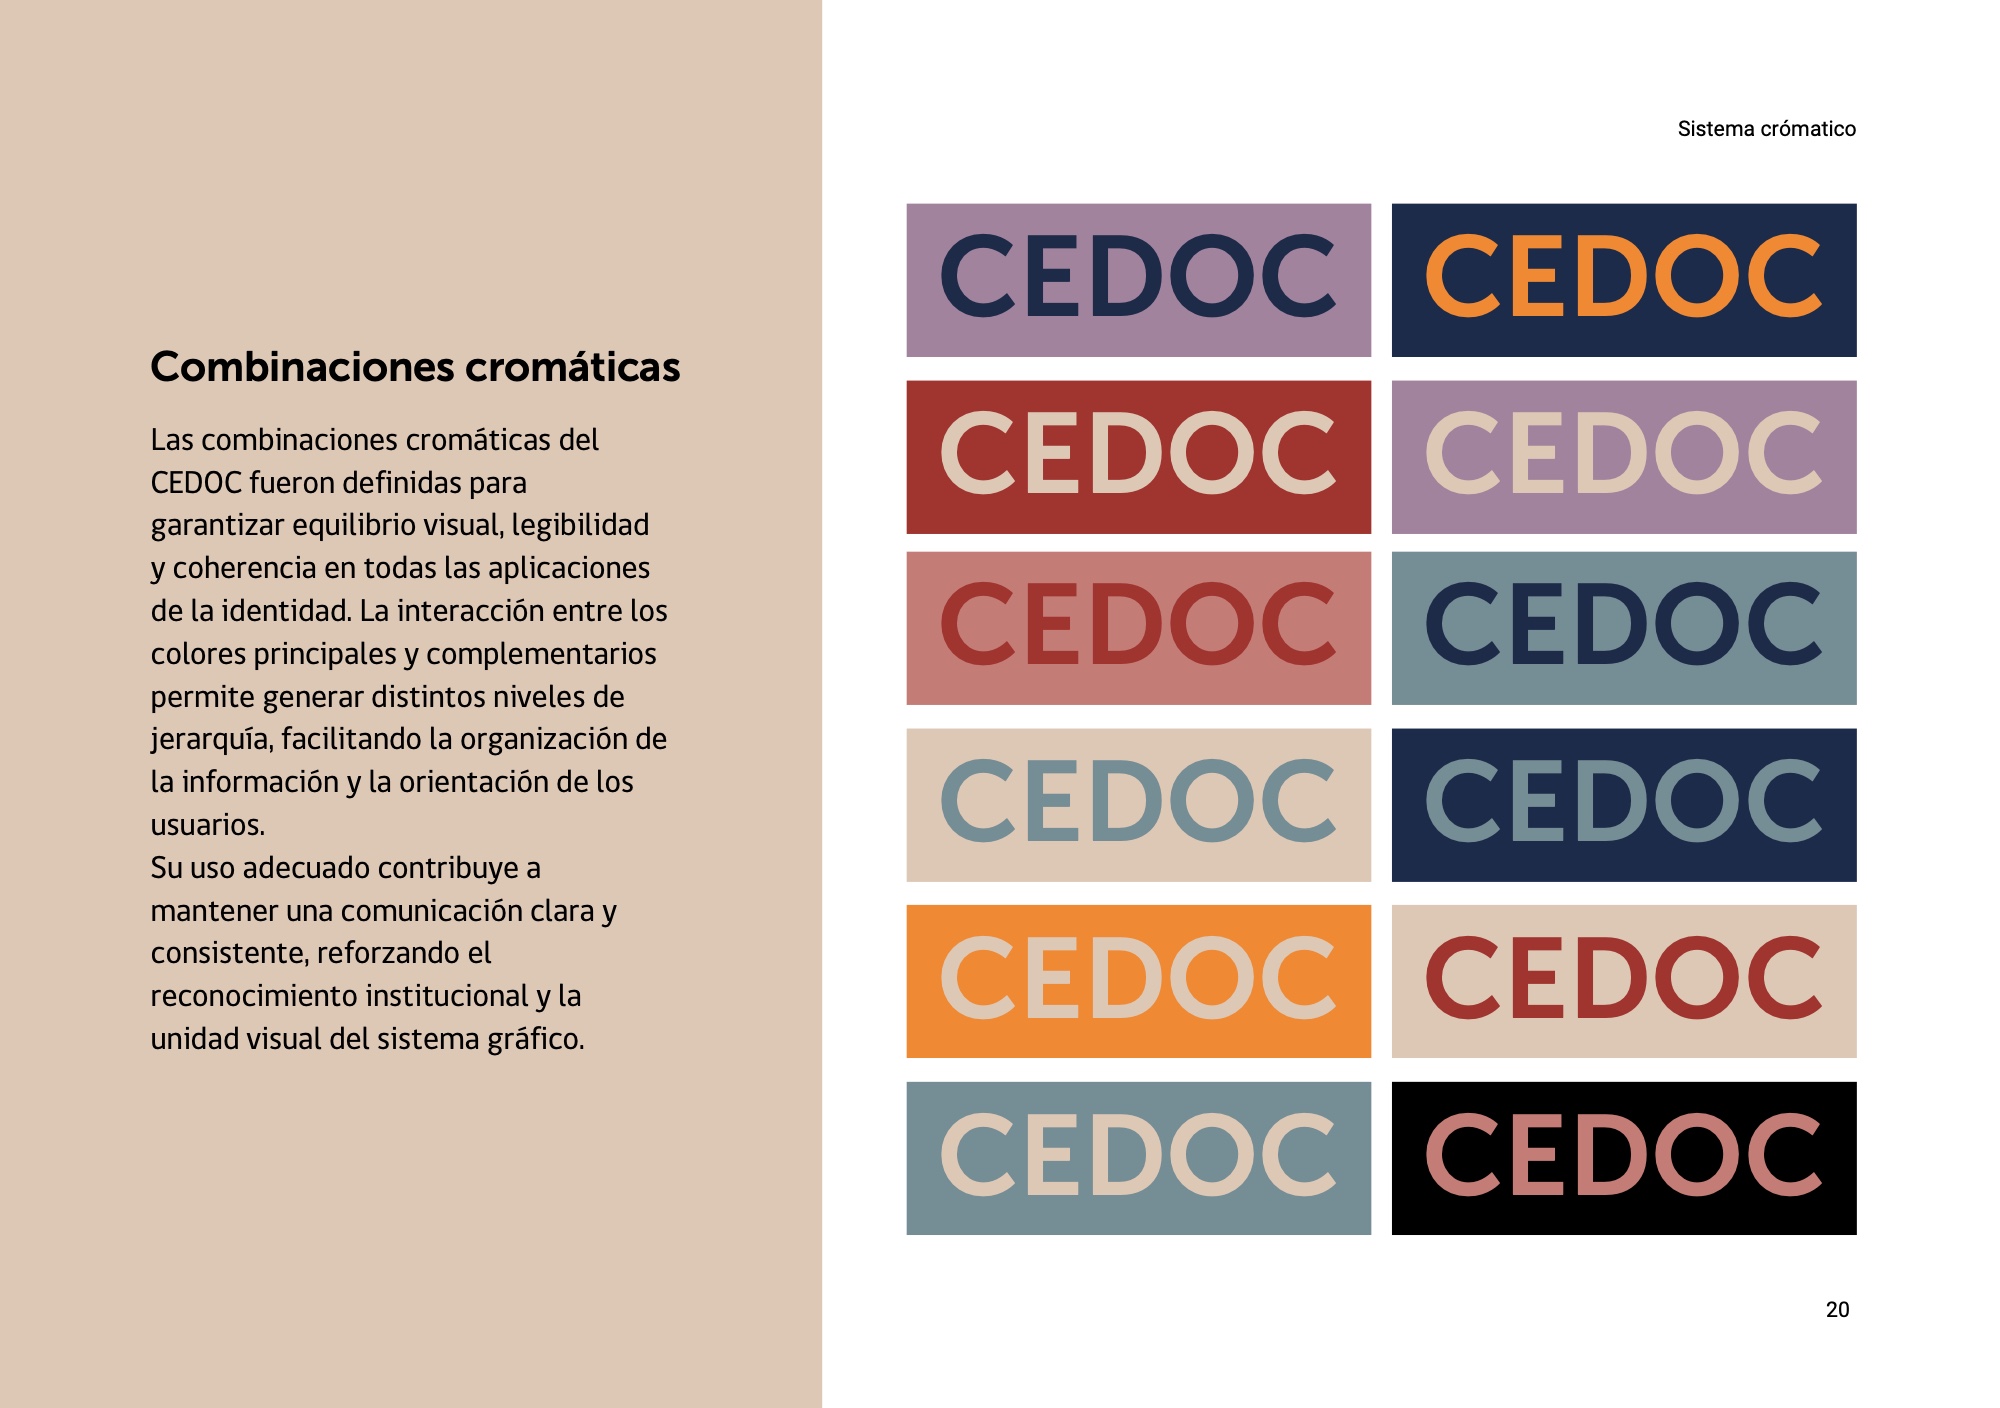 Sistema crómatico
Combinaciones cromáticas
Las combinaciones cromáticas del
CEDOC fueron definidas para
garantizar equilibrio visual, legibilidad
y coherencia en todas las aplicaciones
de la identidad. La interacción entre los
colores principales y complementarios
permite generar distintos niveles de
jerarquía, facilitando la organización de
la información y la orientación de los
usuarios.
Su uso adecuado contribuye a
mantener una comunicación clara y
consistente, reforzando el
reconocimiento institucional y la
unidad visual del sistema gráfico.
CEDOC
CEDOC
CEDOC
CEDOC
CEDOC
CEDOC
CEDOC
CEDOC
CEDOC
CEDOC
CEDOC
CEDOC
20